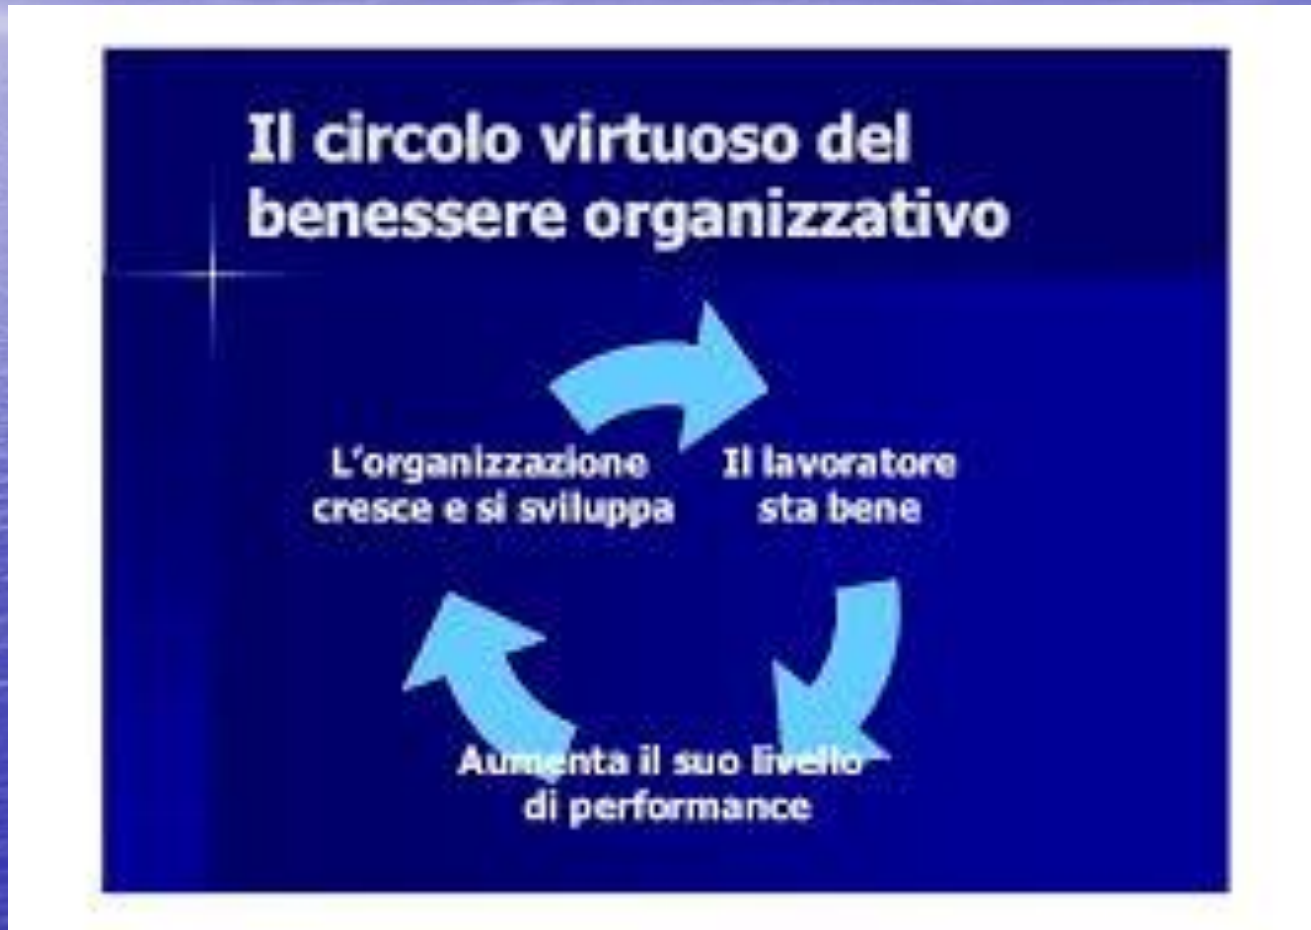 Il circolo virtuoso del
benessere organizzativo
L'organizzazione
cresce e si sviluppa
Il lavoratore
sta bene
Aumenta il suo livello
di performance